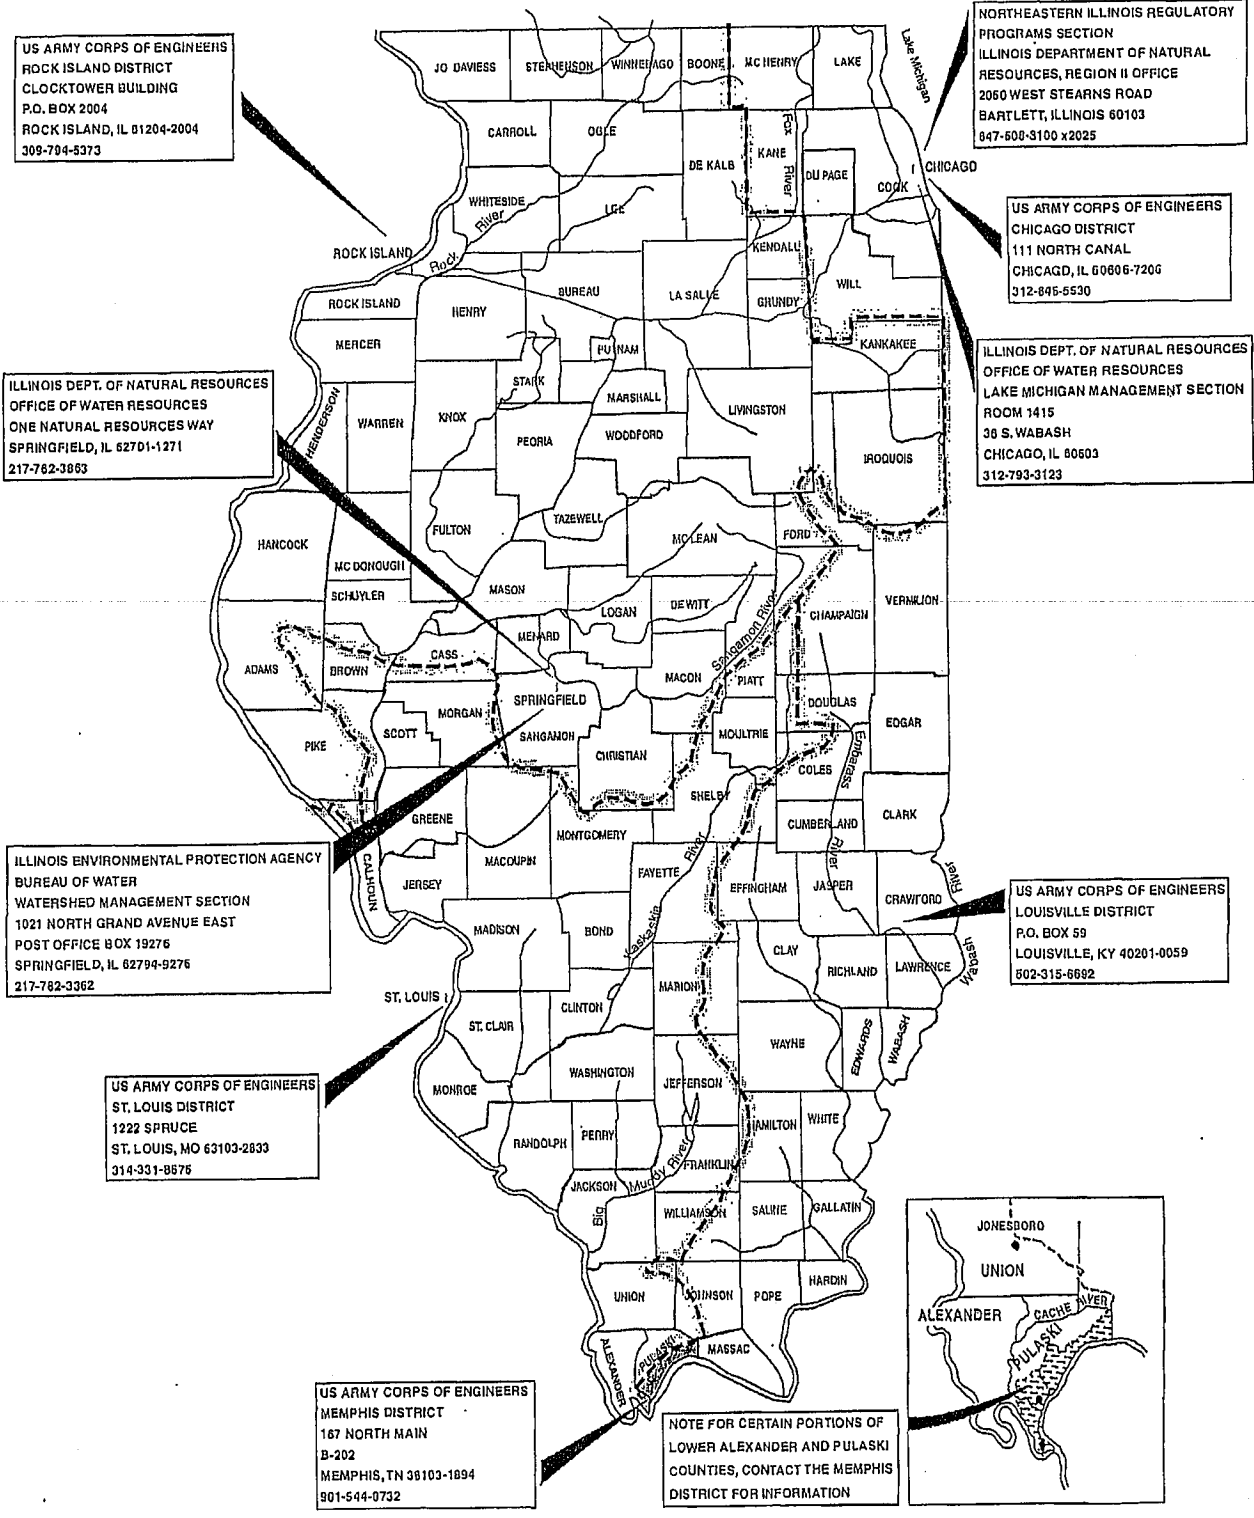 US ARMY CORPS OF ENGINEERS
ROCK ISLAND DISTRICT
CLOCKTOWER BUILDING
P.O. BOX 2004
ROCK ISLAND, IL 61204-2004
309-794-5373
NORTHEASTERN ILLINOIS REGULATORY
PROGRAMS SECTION
ILLINOIS DEPARTMENT OF NATURAL
RESOURCES, REGION II OFFICE
2050 WEST STEARNS ROAD
BARTLETT, ILLINOIS 60103
847-608-3100 x2025
US ARMY CORPS OF ENGINEERS
CHICAGO DISTRICT
111 NORTH CANAL
CHICAGO, IL 60606-7206
312-846-5530
ILLINOIS DEPT. OF NATURAL RESOURCES
OFFICE OF WATER RESOURCES
LAKE MICHIGAN MANAGEMENT SECTION
ROOM 1415
36 S. WABASH
CHICAGO, IL 60603
312-793-3123
ILLINOIS DEPT. OF NATURAL RESOURCES
OFFICE OF WATER RESOURCES
ONE NATURAL RESOURCES WAY
SPRINGFIELD, IL 62701-1271
217-782-3863
ILLINOIS ENVIRONMENTAL PROTECTION AGENCY
BUREAU OF WATER
WATERSHED MANAGEMENT SECTION
1021 NORTH GRAND AVENUE EAST
POST OFFICE BOX 19276
SPRINGFIELD, IL 62794-9276
217-782-3362
US ARMY CORPS OF ENGINEERS
LOUISVILLE DISTRICT
P.O. BOX 59
LOUISVILLE, KY 40201-0059
502-315-6692
US ARMY CORPS OF ENGINEERS
ST. LOUIS DISTRICT
1222 SPRUCE
ST. LOUIS, MO 63103-2833
314-331-8575
US ARMY CORPS OF ENGINEERS
MEMPHIS DISTRICT
167 NORTH MAIN
B-202
MEMPHIS, TN 38103-1894
901-544-0732
NOTE FOR CERTAIN PORTIONS OF
LOWER ALEXANDER AND PULASKI
COUNTIES, CONTACT THE MEMPHIS
DISTRICT FOR INFORMATION
JO DAVIESS
STEPHENSON
WINNEBAGO
BOONE
MC HENRY
LAKE
Lake Michigan
CARROLL
OGLE
DE KALB
KANE
Fox
River
DU PAGE
COOK
CHICAGO
WHITESIDE
River
LEE
Rock
ROCK ISLAND
KENDALL
WILL
ROCK ISLAND
HENRY
BUREAU
LA SALLE
GRUNDY
MERCER
PUTNAM
KANKAKEE
STARK
HENDERSON
WARREN
KNOX
MARSHALL
LIVINGSTON
PEORIA
WOODFORD
IROQUOIS
HANCOCK
FULTON
TAZEWELL
MC LEAN
FORD
MC DONOUGH
SCHUYLER
MASON
LOGAN
DEWITT
Sangamon River
CHAMPAIGN
VERMILION
MENARD
ADAMS
BROWN
CASS
MACON
PIATT
SPRINGFIELD
DOUGLAS
MORGAN
SCOTT
SANGAMON
MOULTRIE
EDGAR
PIKE
CHRISTIAN
COLES
Embarass
River
SHELBY
GREENE
MONTGOMERY
CUMBERLAND
CLARK
CALHOUN
MACOUPIN
JERSEY
FAYETTE
River
Kaskaskia
EFFINGHAM
JASPER
CRAWFORD
River
Wabash
MADISON
BOND
CLAY
RICHLAND
LAWRENCE
ST. LOUIS
MARION
CLINTON
ST. CLAIR
WAYNE
EDWARDS
WABASH
WASHINGTON
JEFFERSON
MONROE
HAMILTON
WHITE
RANDOLPH
PERRY
FRANKLIN
JACKSON
Big
Muddy River
WILLIAMSON
SALINE
GALLATIN
UNION
JOHNSON
POPE
HARDIN
ALEXANDER
PULASKI
MASSAC
JONESBORO
UNION
ALEXANDER
CACHE RIVER
PULASKI